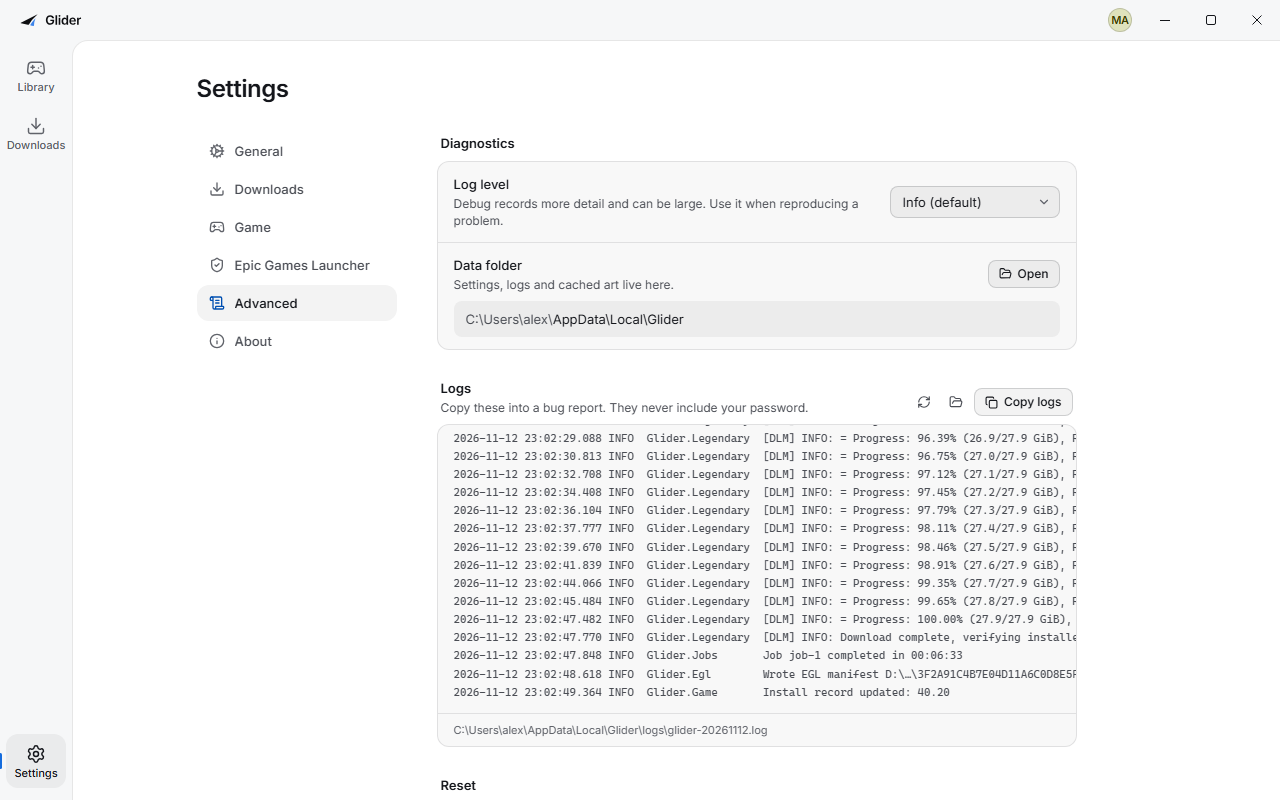 Glider
MA
Library
Downloads
Settings
Settings
General
Downloads
Game
Epic Games Launcher
Advanced
About
Diagnostics
Log level
Debug records more detail and can be large. Use it when reproducing a
problem.
Info (default)
Data folder
Settings, logs and cached art live here.
Open
C:\Users\alex\AppData\Local\Glider
Logs
Copy these into a bug report. They never include your password.
Copy logs
2026-11-12 23:02:29.088 INFO Glider.Legendary [DLM] INFO: = Progress: 96.39% (26.9/27.9 GiB),
2026-11-12 23:02:30.813 INFO Glider.Legendary [DLM] INFO: = Progress: 96.75% (27.0/27.9 GiB),
2026-11-12 23:02:32.708 INFO Glider.Legendary [DLM] INFO: = Progress: 97.12% (27.1/27.9 GiB),
2026-11-12 23:02:34.408 INFO Glider.Legendary [DLM] INFO: = Progress: 97.45% (27.2/27.9 GiB),
2026-11-12 23:02:36.104 INFO Glider.Legendary [DLM] INFO: = Progress: 97.79% (27.3/27.9 GiB),
2026-11-12 23:02:37.777 INFO Glider.Legendary [DLM] INFO: = Progress: 98.11% (27.4/27.9 GiB),
2026-11-12 23:02:39.670 INFO Glider.Legendary [DLM] INFO: = Progress: 98.46% (27.5/27.9 GiB),
2026-11-12 23:02:41.839 INFO Glider.Legendary [DLM] INFO: = Progress: 98.91% (27.6/27.9 GiB),
2026-11-12 23:02:44.066 INFO Glider.Legendary [DLM] INFO: = Progress: 99.35% (27.7/27.9 GiB),
2026-11-12 23:02:45.484 INFO Glider.Legendary [DLM] INFO: = Progress: 99.65% (27.8/27.9 GiB),
2026-11-12 23:02:47.482 INFO Glider.Legendary [DLM] INFO: = Progress: 100.00% (27.9/27.9 GiB),
2026-11-12 23:02:47.770 INFO Glider.Legendary [DLM] INFO: Download complete, verifying installe
2026-11-12 23:02:47.848 INFO Glider.Jobs Job job-1 completed in 00:06:33
2026-11-12 23:02:48.618 INFO Glider.Egl Wrote EGL manifest D:\…\3F2A91C4B7E04D11A6C0D8E5
2026-11-12 23:02:49.364 INFO Glider.Game Install record updated: 40.20
C:\Users\alex\AppData\Local\Glider\logs\glider-20261112.log
Reset